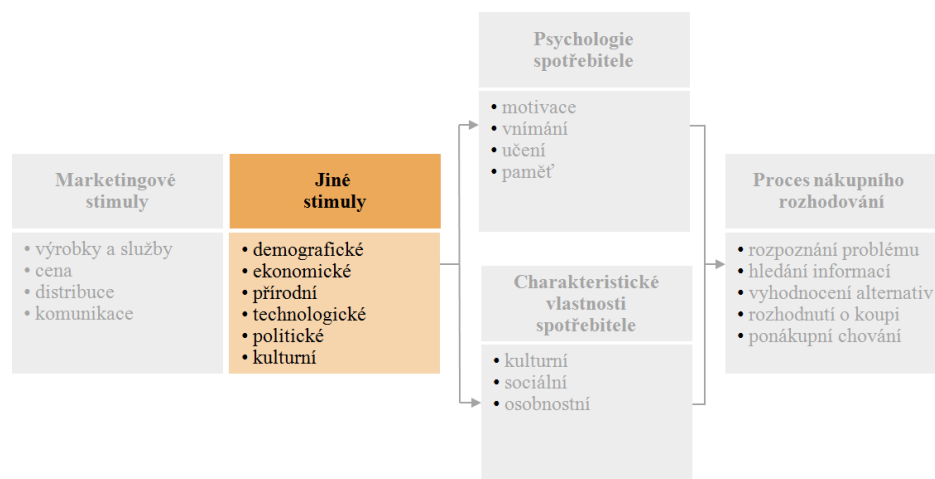 Marketingové
stimuly
• výrobky a služby
• cena
• distribuce
• komunikace
Jiné
stimuly
• demografické
• ekonomické
• přírodní
• technologické
• politické
• kulturní
Psychologie
spotřebitele
• motivace
• vnímání
• učení
• paměť
Charakteristické
vlastnosti
spotřebitele
• kulturní
• sociální
• osobnostní
Proces nákupního
rozhodování
• rozpoznání problému
• hledání informací
• vyhodnocení alternativ
• rozhodnutí o koupi
• ponákupní chování